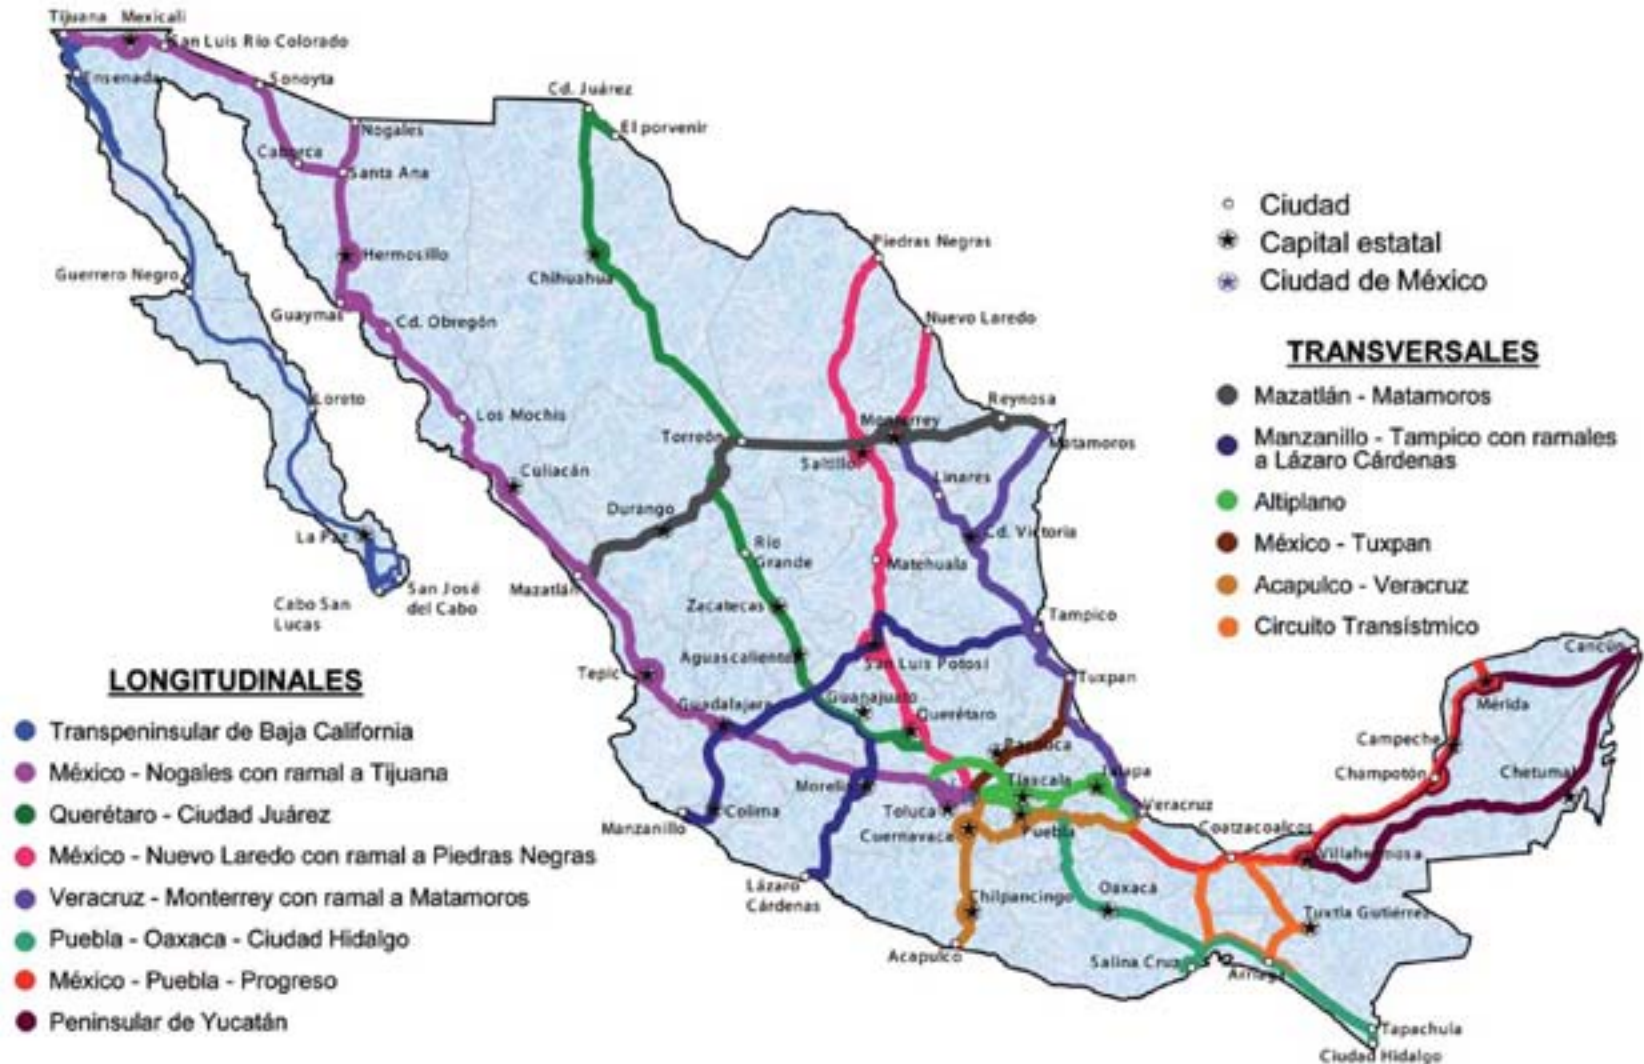 Tijuana
Mexicali
San Luis Río Colorado
Ensenada
Sonoyta
Cd. Juárez
El porvenir
Nogales
Caborca
Santa Ana
Hermosillo
Guerrero Negro
Guaymas
Cd. Obregón
Chihuahua
Piedras Negras
Nuevo Laredo
Loreto
Los Mochis
Torreón
Monterrey
Reynosa
Matamoros
Saltillo
Culiacán
Linares
Durango
Cd. Victoria
La Paz
Río
Grande
Matehuala
Mazatlán
San José
del Cabo
Cabo San
Lucas
Zacatecas
Tampico
Aguascalientes
San Luis Potosí
Tepic
Tuxpan
Guadalajara
Guanajuato
Querétaro
Pachuca
Morelia
Tlaxcala
Jalapa
Toluca
Colima
Manzanillo
Cuernavaca
Puebla
Veracruz
Coatzacoalcos
Lázaro
Cárdenas
Chilpancingo
Oaxaca
Villahermosa
Tuxtla Gutiérrez
Acapulco
Salina Cruz
Arriaga
Tapachula
Ciudad Hidalgo
Cancún
Mérida
Campeche
Champotón
Chetumal
Ciudad
Capital estatal
Ciudad de México
TRANSVERSALES
Mazatlán - Matamoros
Manzanillo - Tampico con ramales
a Lázaro Cárdenas
Altiplano
México - Tuxpan
Acapulco - Veracruz
Circuito Transístmico
LONGITUDINALES
Transpeninsular de Baja California
México - Nogales con ramal a Tijuana
Querétaro - Ciudad Juárez
México - Nuevo Laredo con ramal a Piedras Negras
Veracruz - Monterrey con ramal a Matamoros
Puebla - Oaxaca - Ciudad Hidalgo
México - Puebla - Progreso
Peninsular de Yucatán